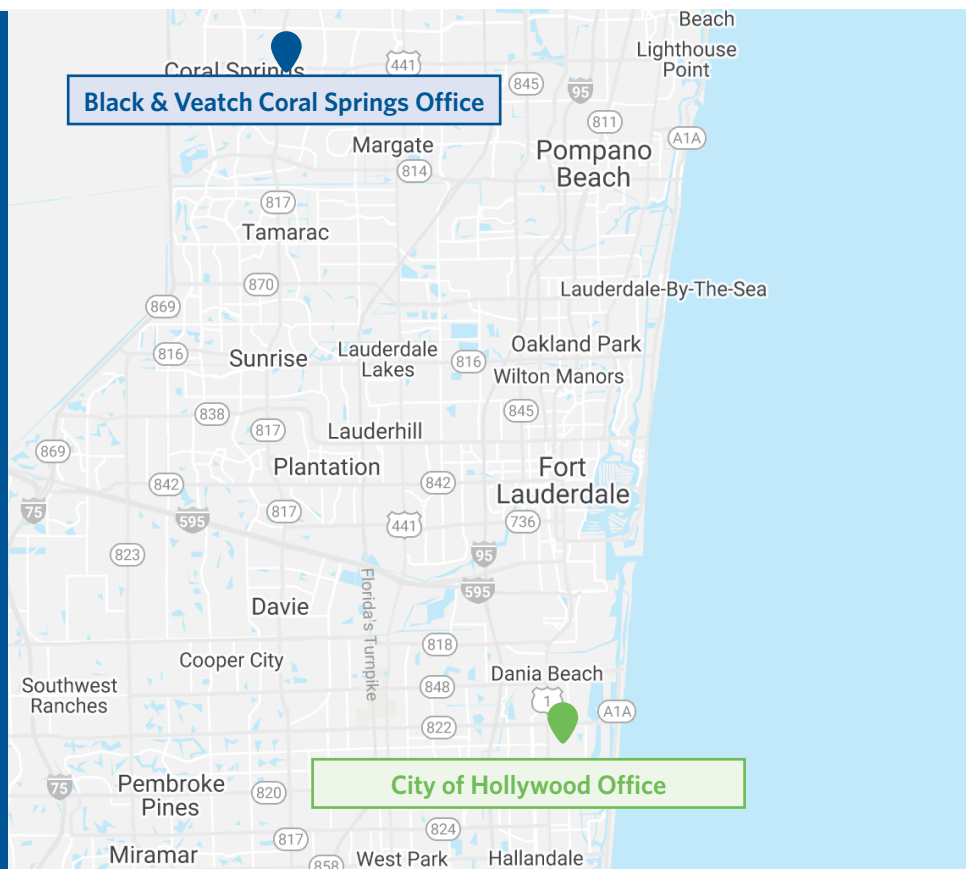 Beach
Lighthouse
Point
Coral Springs
441
845
95
Black & Veatch Coral Springs Office
811
A1A
Margate
Pompano
Beach
814
817
Tamarac
870
Lauderdale-By-The-Sea
869
816
Sunrise
Lauderdale
Lakes
816
Oakland Park
Wilton Manors
838
817
845
Lauderhill
869
Plantation
Fort
Lauderdale
842
842
75
595
817
441
736
823
95
595
Florida's Turnpike
Davie
818
Cooper City
Dania Beach
Southwest
Ranches
848
1
A1A
822
City of Hollywood Office
75
Pembroke
Pines
820
824
817
Miramar
858
West Park
Hallandale